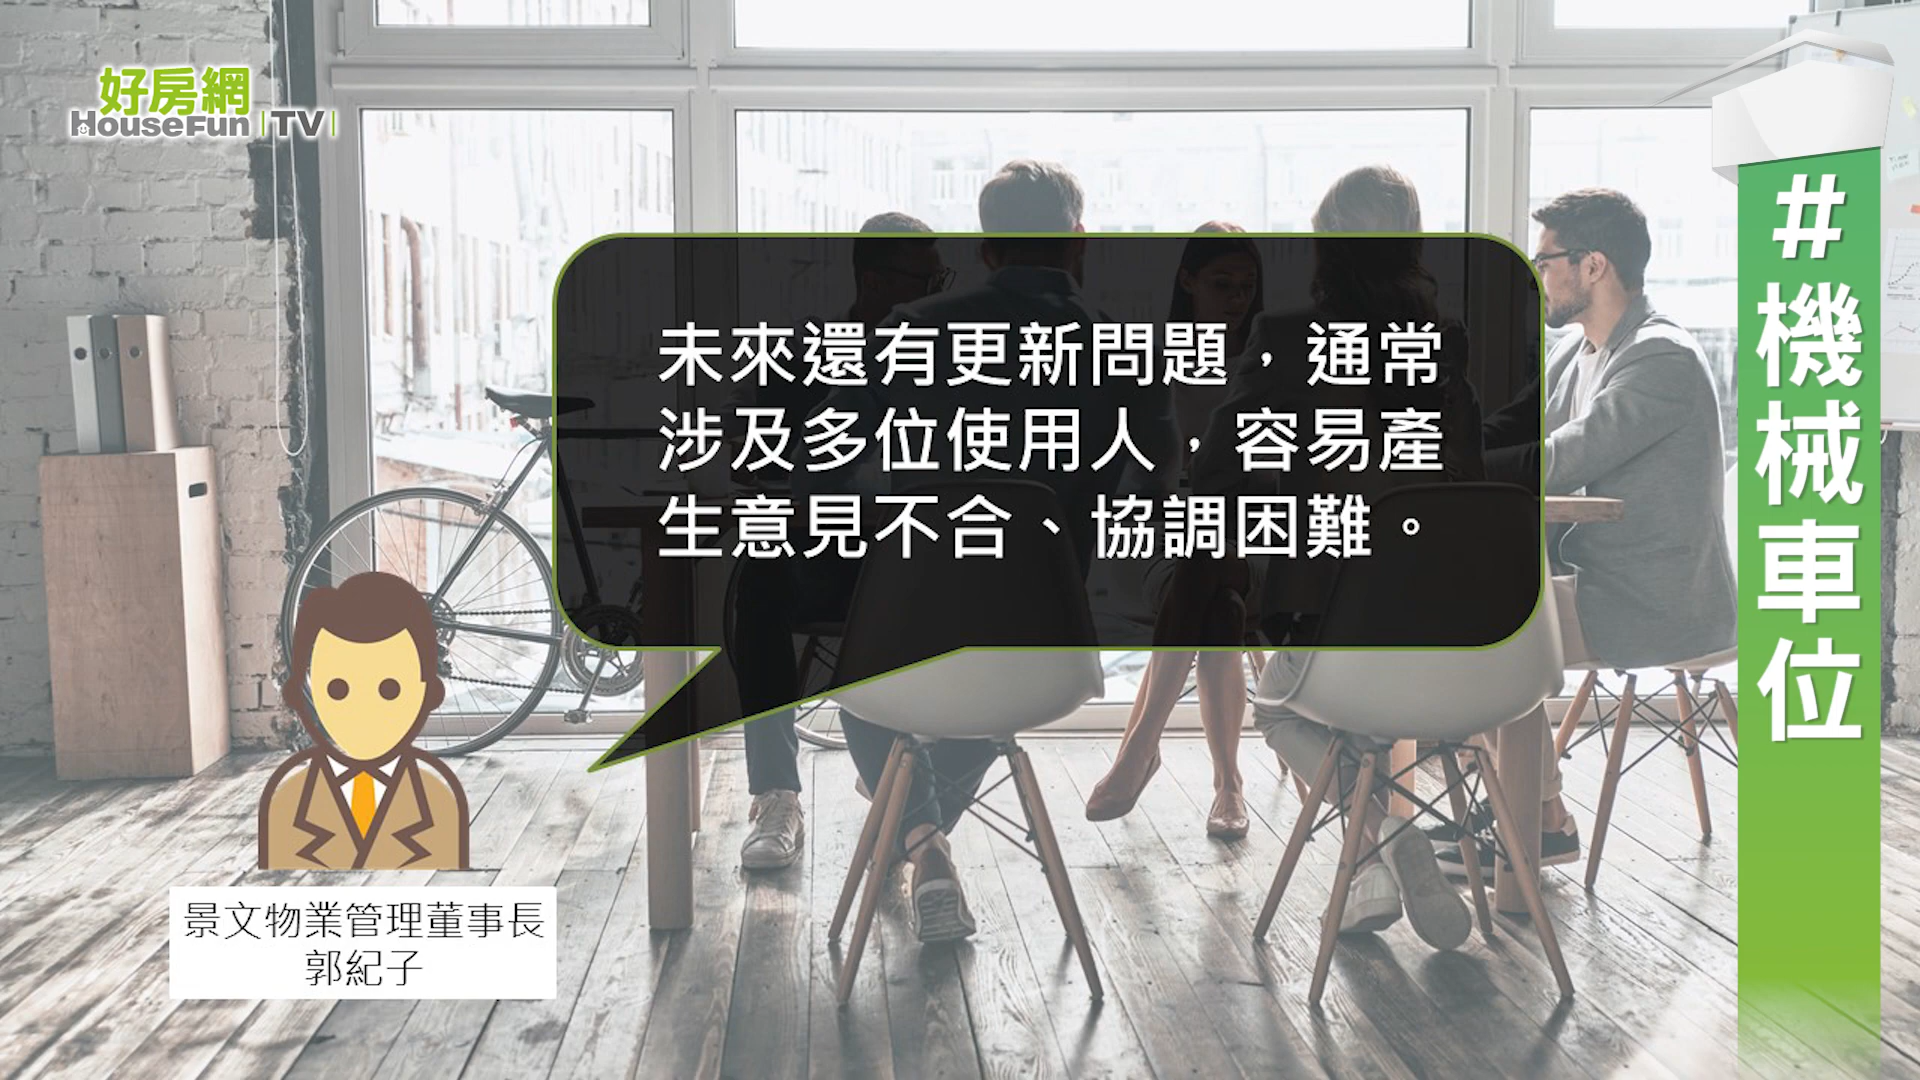 好房網
HouseFun TV
未來還有更新問題，通常
涉及多位使用人，容易產
生意見不合、協調困難。
景文物業管理董事長
郭紀子
#機械車位